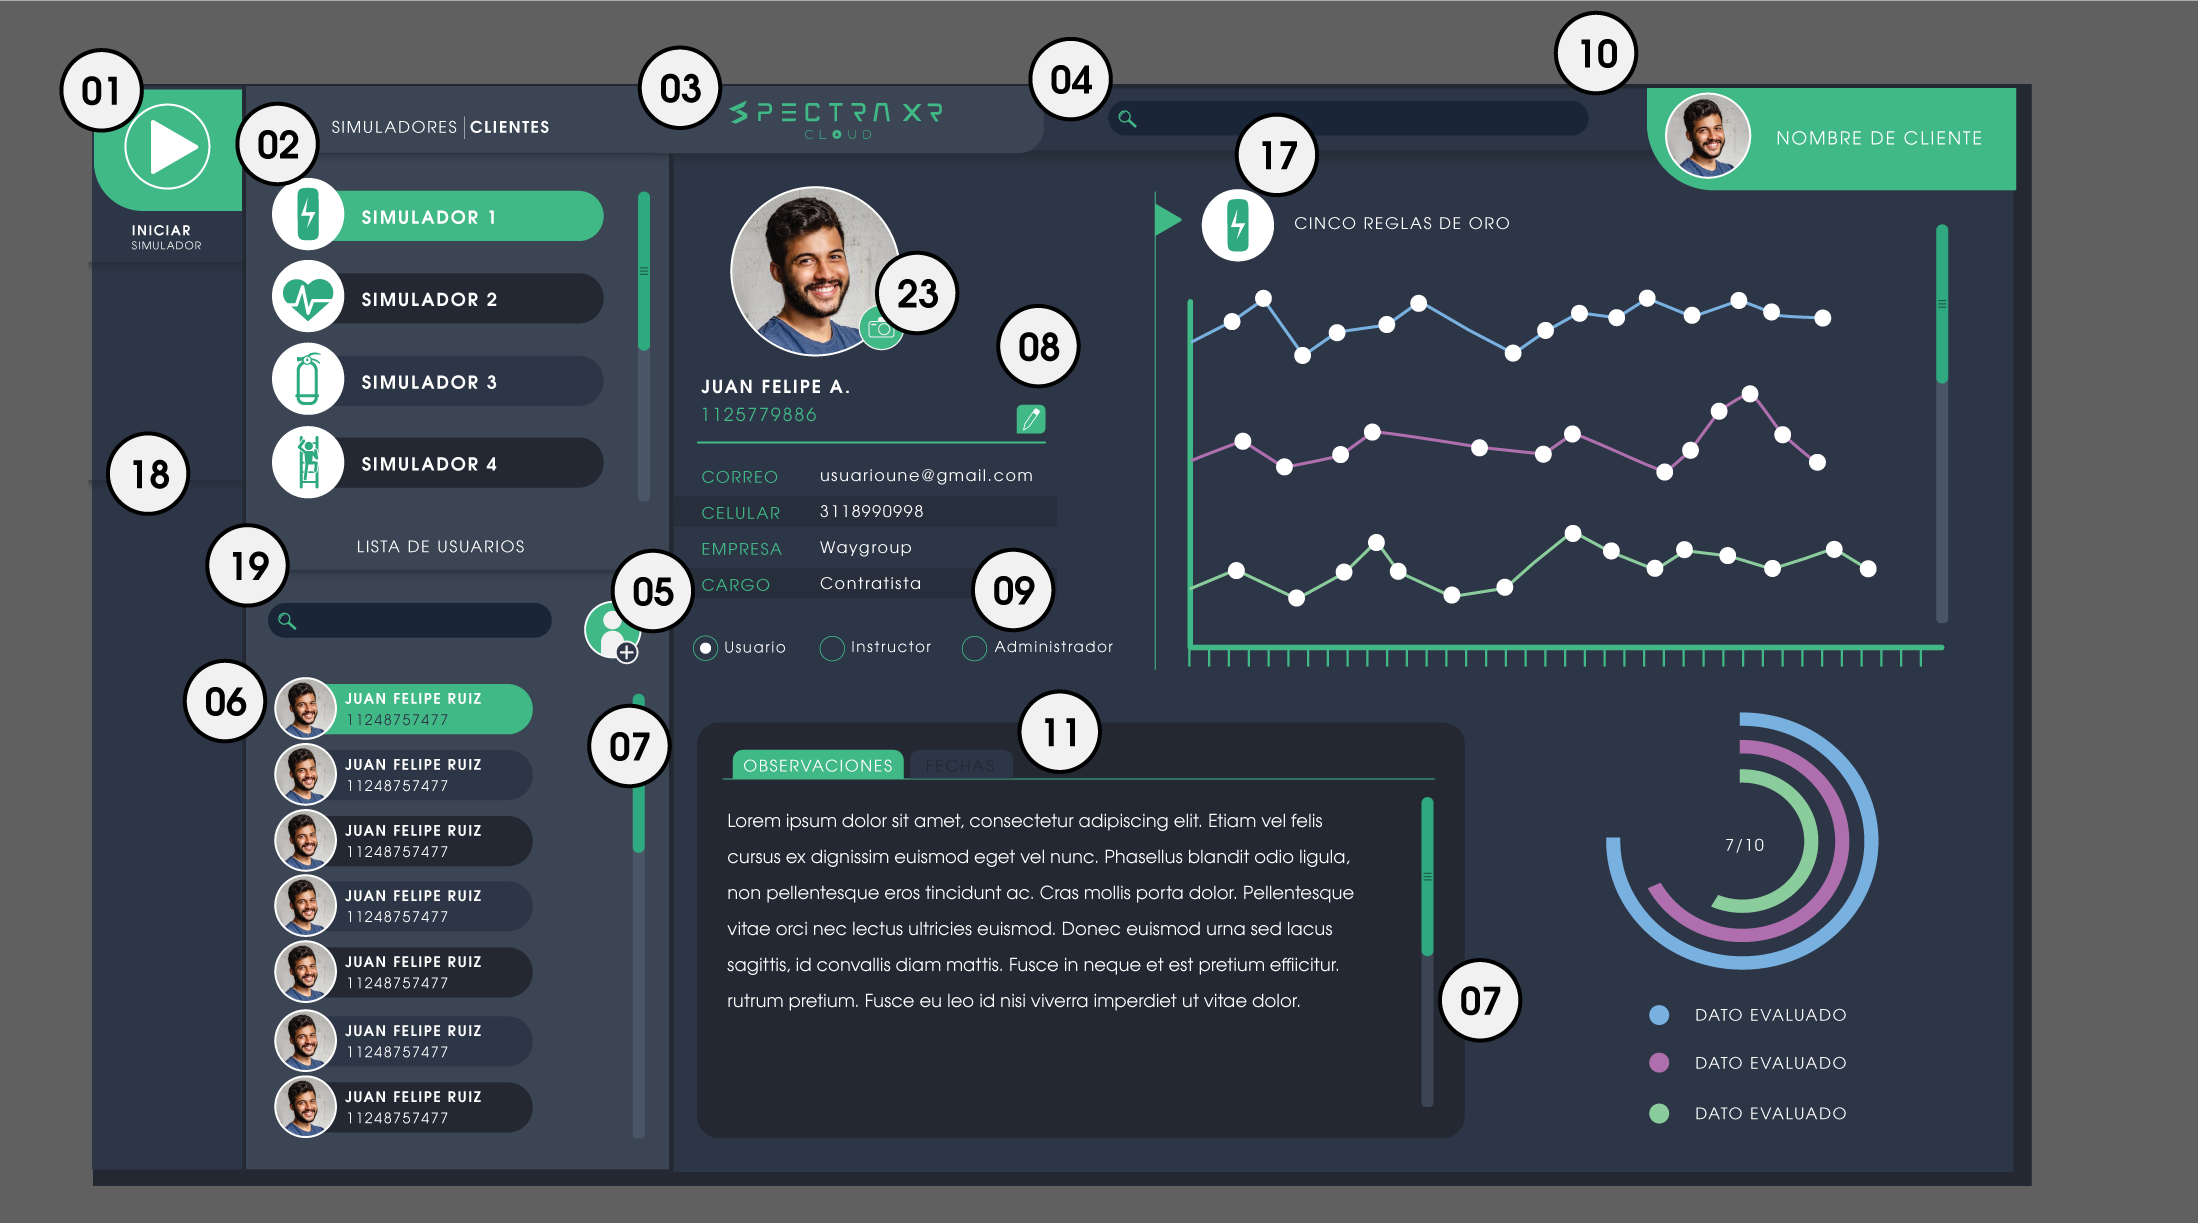 01
INICIAR
SIMULADOR
18
02
SIMULADORES | CLIENTES
SIMULADOR 1
SIMULADOR 2
SIMULADOR 3
SIMULADOR 4
19
LISTA DE USUARIOS
05
06
JUAN FELIPE RUIZ
11248757477
JUAN FELIPE RUIZ
11248757477
JUAN FELIPE RUIZ
11248757477
JUAN FELIPE RUIZ
11248757477
JUAN FELIPE RUIZ
11248757477
JUAN FELIPE RUIZ
11248757477
JUAN FELIPE RUIZ
11248757477
07
03
SPECTRA XR
CLOUD
04
10
NOMBRE DE CLIENTE
23
08
JUAN FELIPE A.
1125779886
CORREO usuarioune@gmail.com
CELULAR 3118990998
EMPRESA Waygroup
CARGO Contratista
09
Usuario Instructor Administrador
17
CINCO REGLAS DE ORO
11
OBSERVACIONES FECHAS
Lorem ipsum dolor sit amet, consectetur adipiscing elit. Etiam vel felis
cursus ex dignissim euismod eget vel nunc. Phasellus blandit odio ligula,
non pellentesque eros tincidunt ac. Cras mollis porta dolor. Pellentesque
vitae orci nec lectus ultricies euismod. Donec euismod urna sed lacus
sagittis, id convallis diam mattis. Fusce in neque et est pretium effiicitur.
rutrum pretium. Fusce eu leo id nisi viverra imperdiet ut vitae dolor.
07
7/10
DATO EVALUADO
DATO EVALUADO
DATO EVALUADO